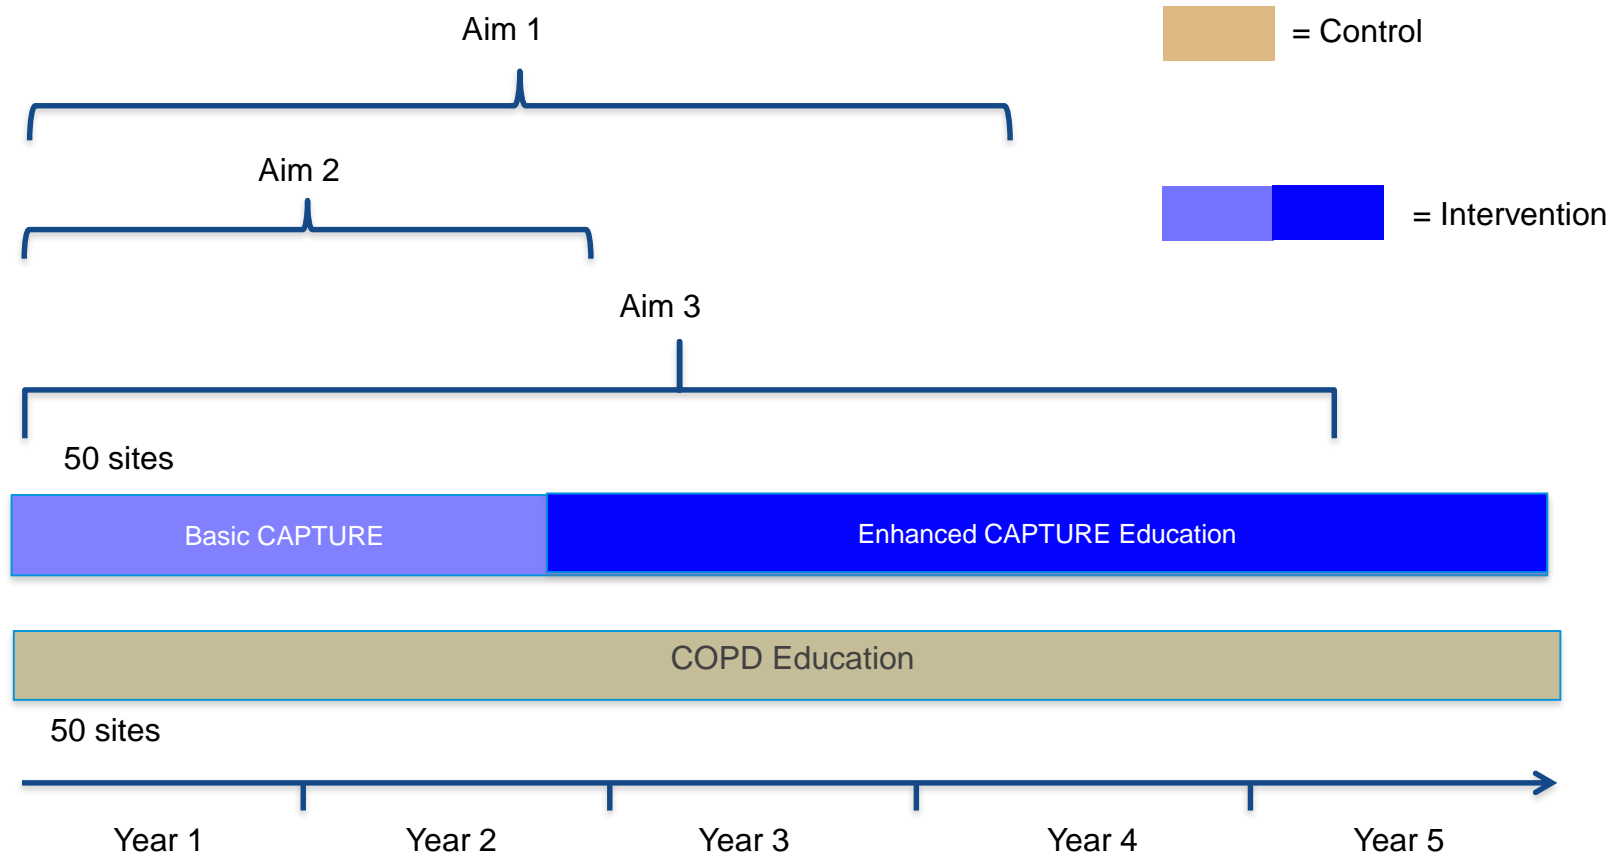 Aim 1
= Control
Aim 2
= Intervention
Aim 3
50 sites
Basic CAPTURE
Enhanced CAPTURE Education
COPD Education
50 sites
Year 1
Year 2
Year 3
Year 4
Year 5